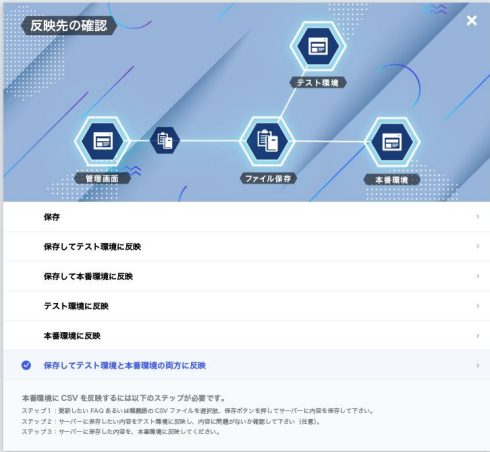 反映先の確認
テスト環境
管理画面
ファイル保存
本番環境
保存
保存してテスト環境に反映
保存して本番環境に反映
テスト環境に反映
本番環境に反映
保存してテスト環境と本番環境の両方に反映
本番環境に CSV を反映するには以下のステップが必要です。
ステップ1：更新したい FAQ あるいは類義語の CSV ファイルを選択後、保存ボタンを押してサーバーに内容を保存して下さい。
ステップ2：サーバーに保存したい内容をテスト環境に反映し、内容に問題がないか確認して下さい（任意）。
ステップ3：サーバーに保存した内容を、本番環境に反映してください。